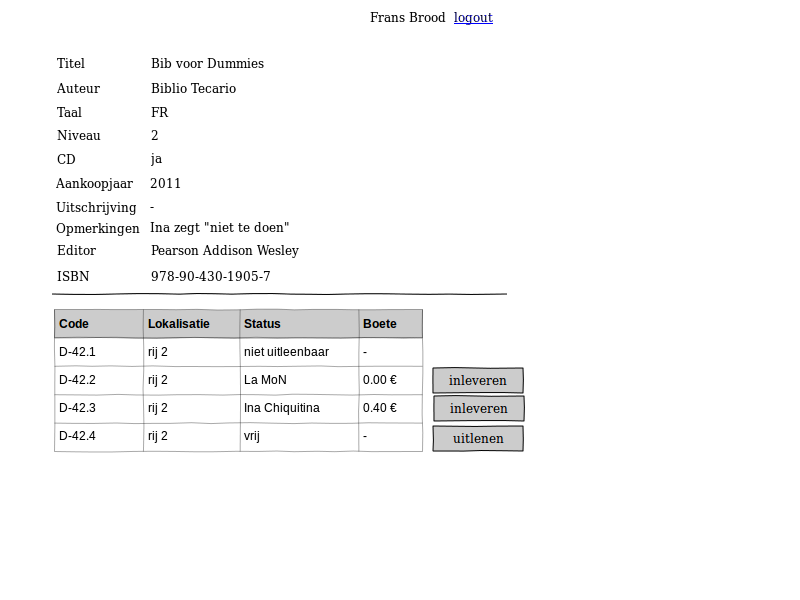 Frans Brood logout
Titel Bib voor Dummies
Auteur Biblio Tecario
Taal FR
Niveau 2
CD ja
Aankoopjaar 2011
Uitschrijving -
Opmerkingen Ina zegt "niet te doen"
Editor Pearson Addison Wesley
ISBN 978-90-430-1905-7
Code Lokalisatie Status Boete
D-42.1 rij 2 niet uitleenbaar -
D-42.2 rij 2 La MoN 0.00 € inleveren
D-42.3 rij 2 Ina Chiquitina 0.40 € inleveren
D-42.4 rij 2 vrij - uitlenen